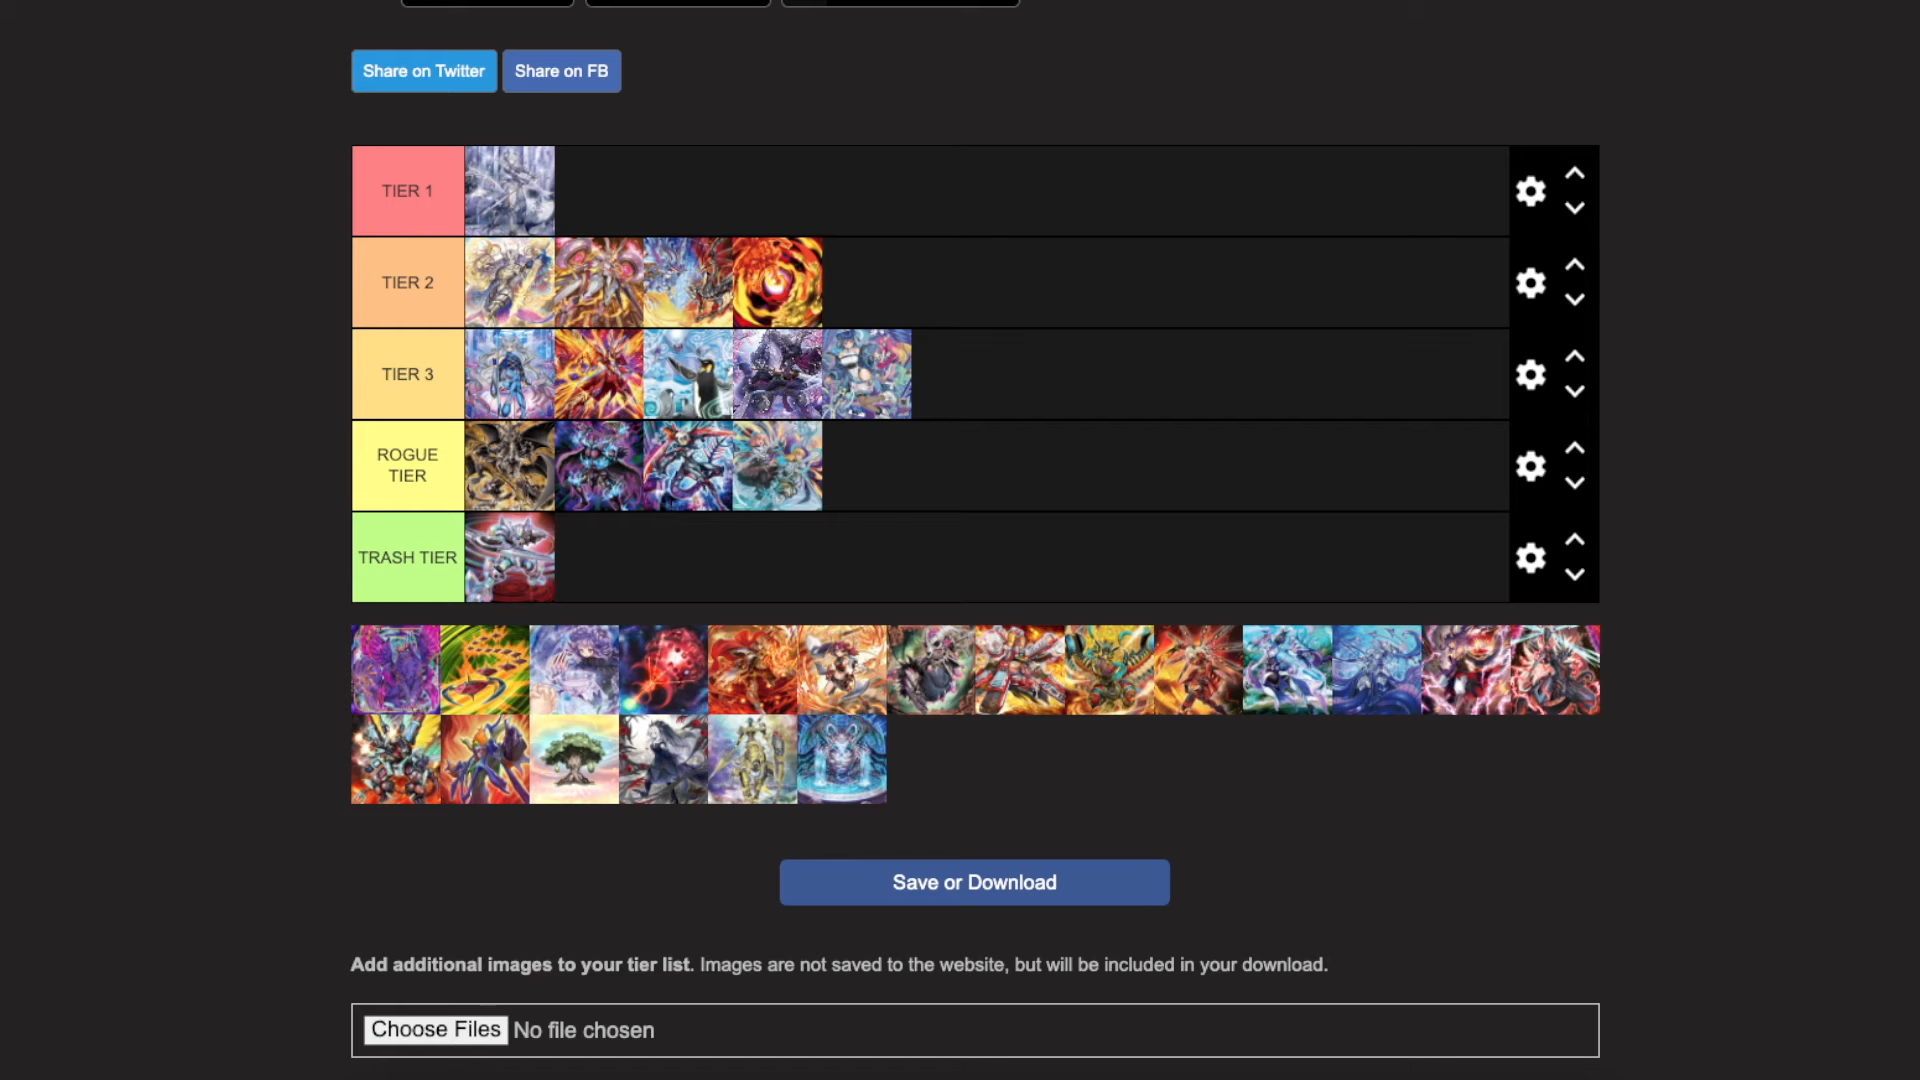 Share on Twitter
Share on FB
TIER 1
TIER 2
TIER 3
ROGUE
TIER
TRASH TIER
Save or Download
Add additional images to your tier list. Images are not saved to the website, but will be included in your download.
Choose Files No file chosen